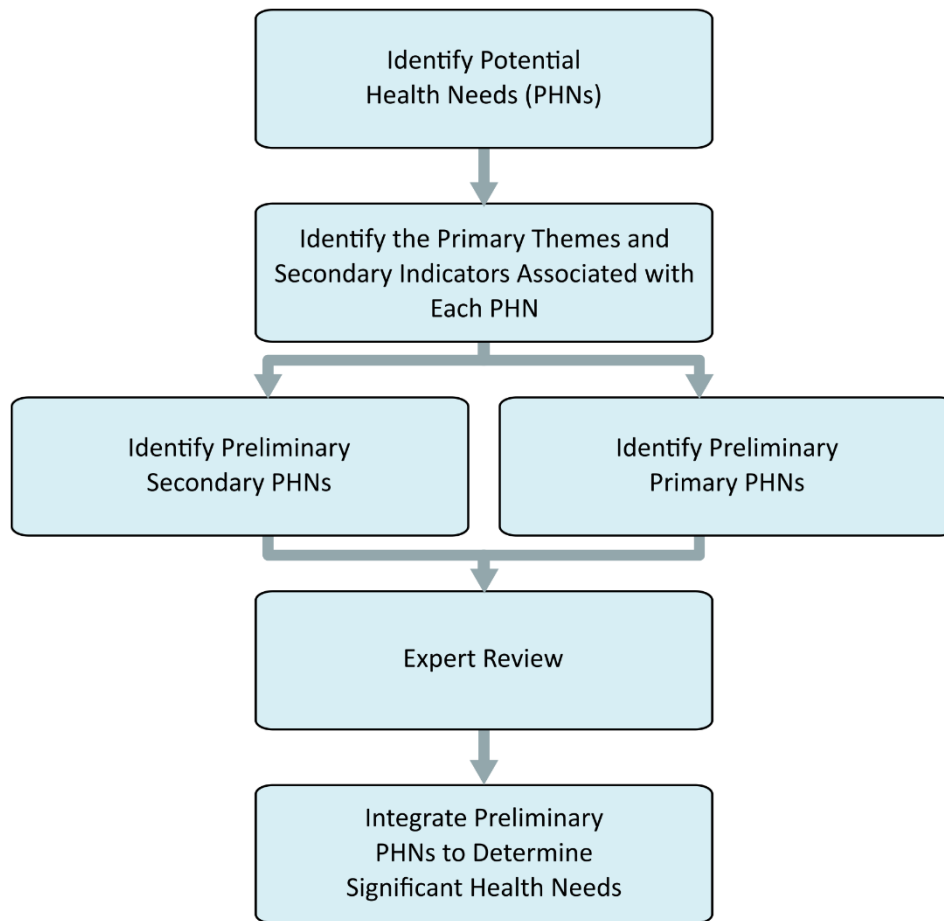 Identify Potential
Health Needs (PHNs)
Identify the Primary Themes and
Secondary Indicators Associated with
Each PHN
Identify Preliminary
Secondary PHNs
Identify Preliminary
Primary PHNs
Expert Review
Integrate Preliminary
PHNs to Determine
Significant Health Needs